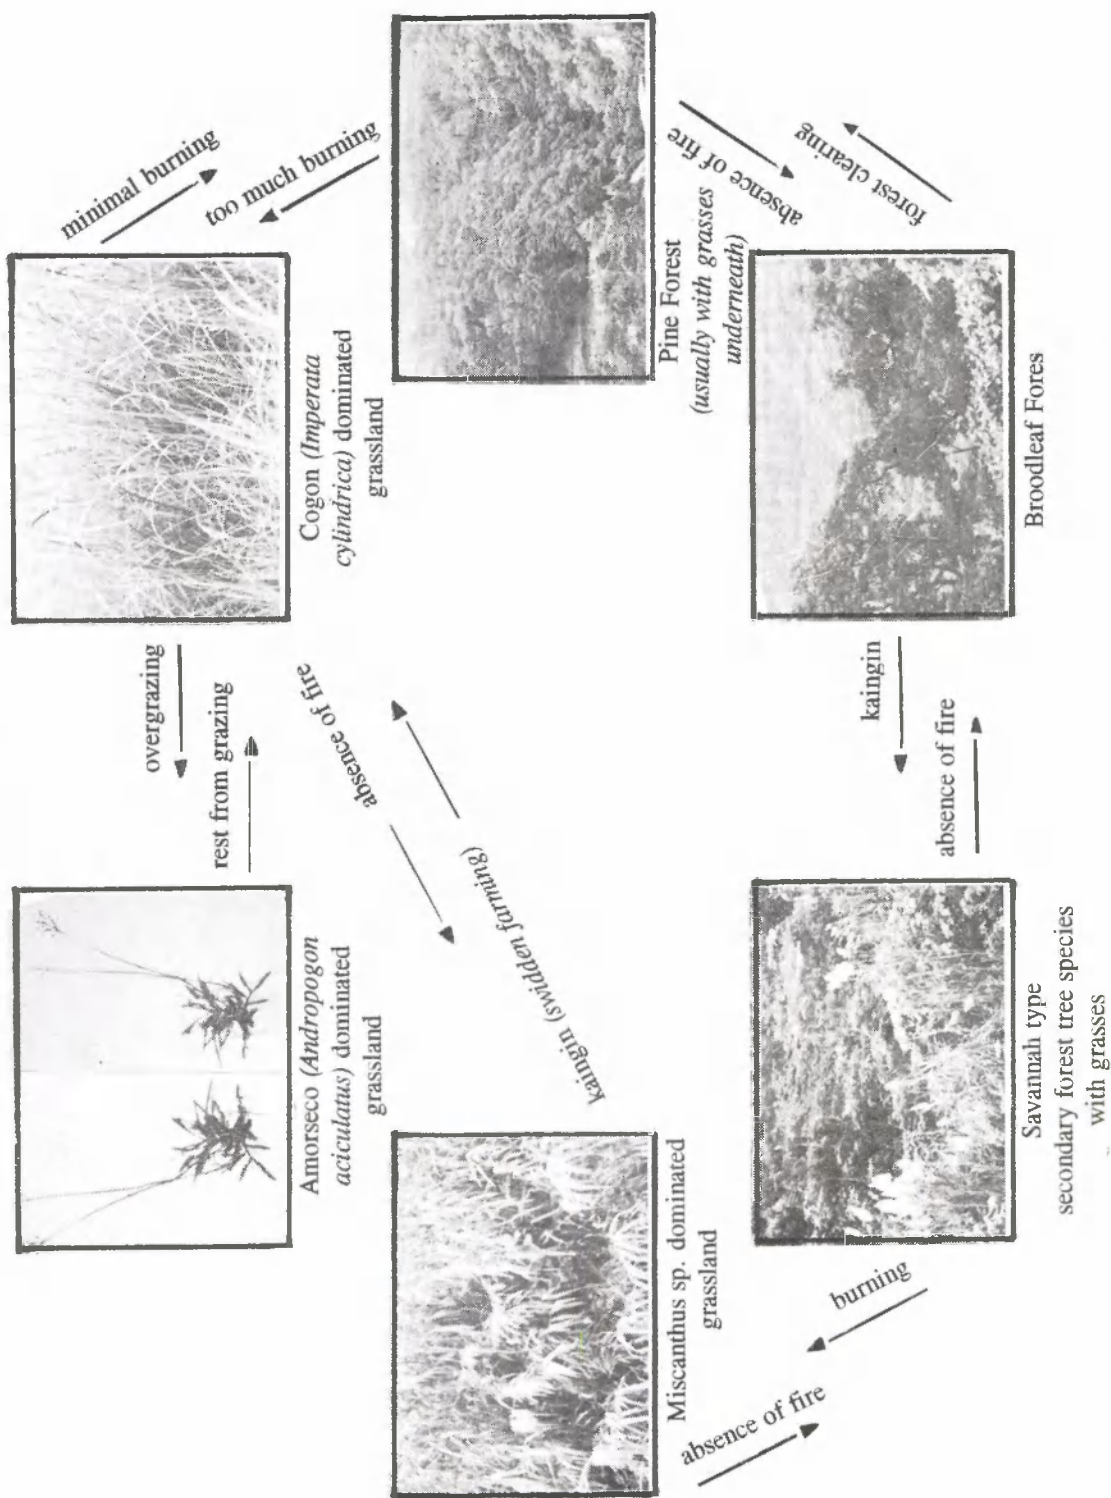 Amorseco (Andropogon
aciculatus) dominated
grassland
overgrazing
rest from grazing
Cogon (Imperata
cylindrica) dominated
grassland
minimal burning
too much burning
absence of fire
kaingin (swidden farming)
Miscanthus sp. dominated
grassland
Pine Forest
(usually with grasses
underneath)
absence of fire
forest clearing
absence of fire
burning
Savannah type
secondary forest tree species
with grasses
kaingin
absence of fire
Broodleaf Fores